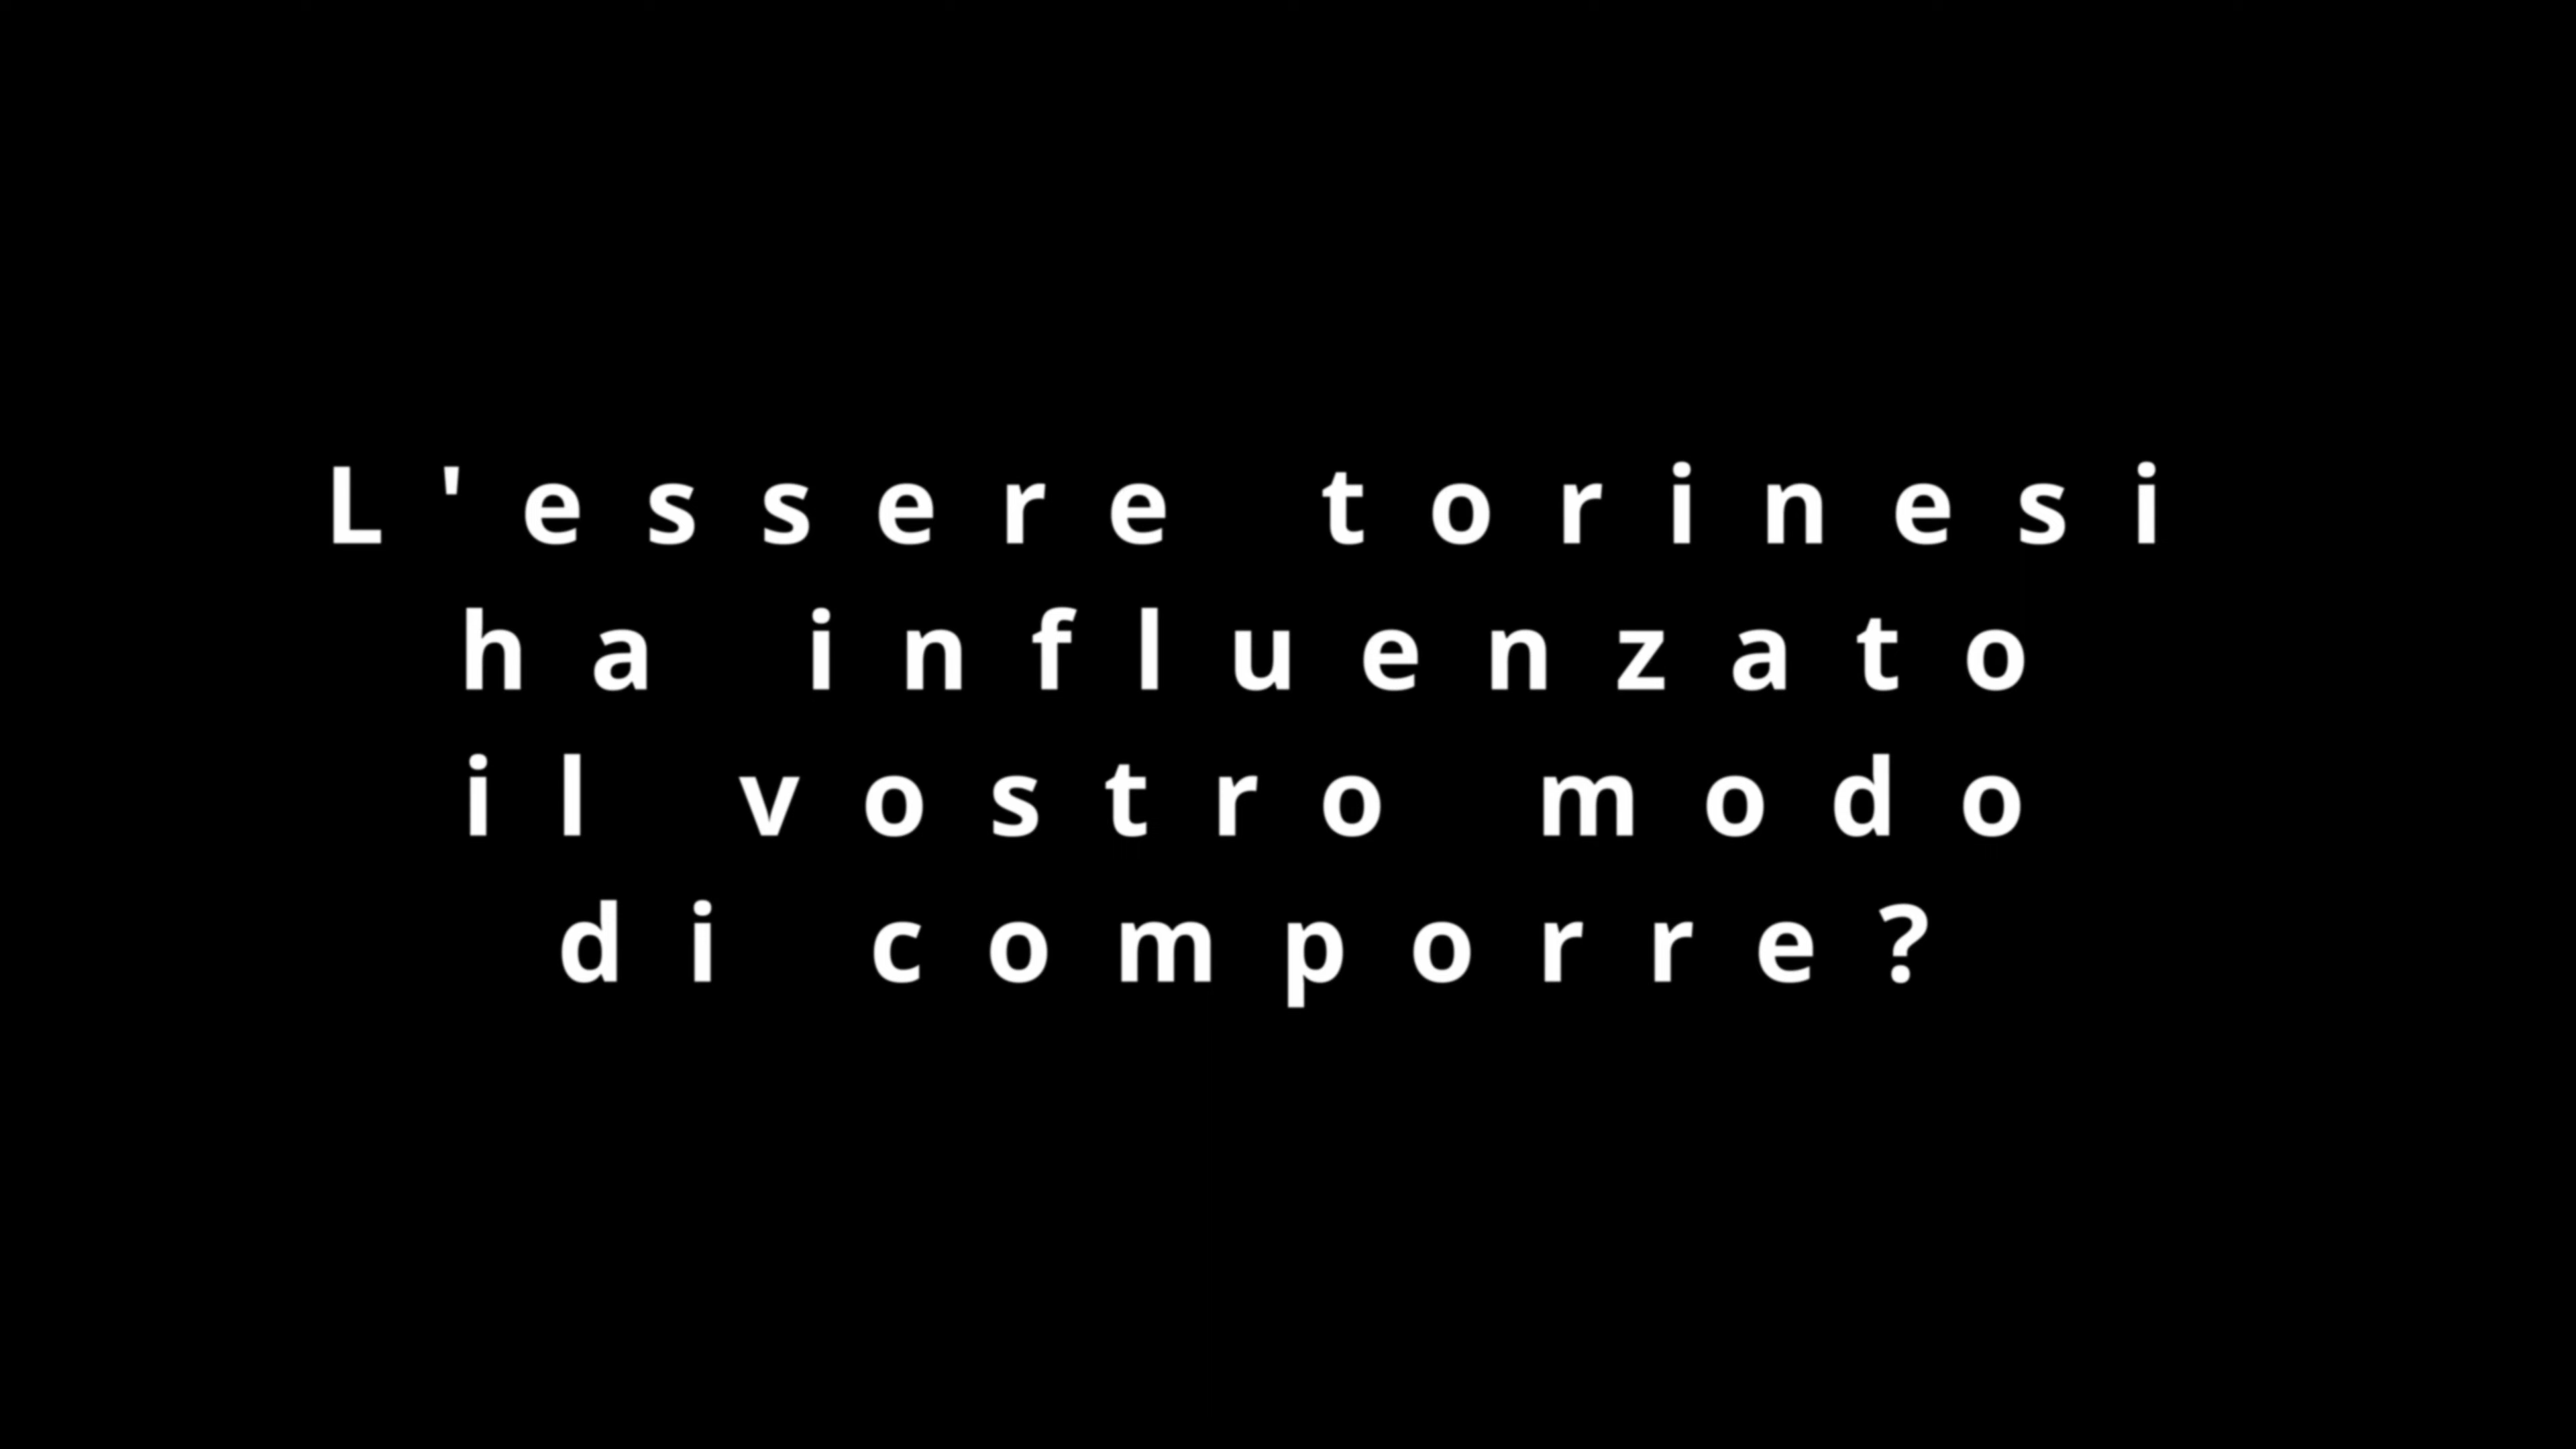 L'essere torinesi
ha influenzato
il vostro modo
di comporre?